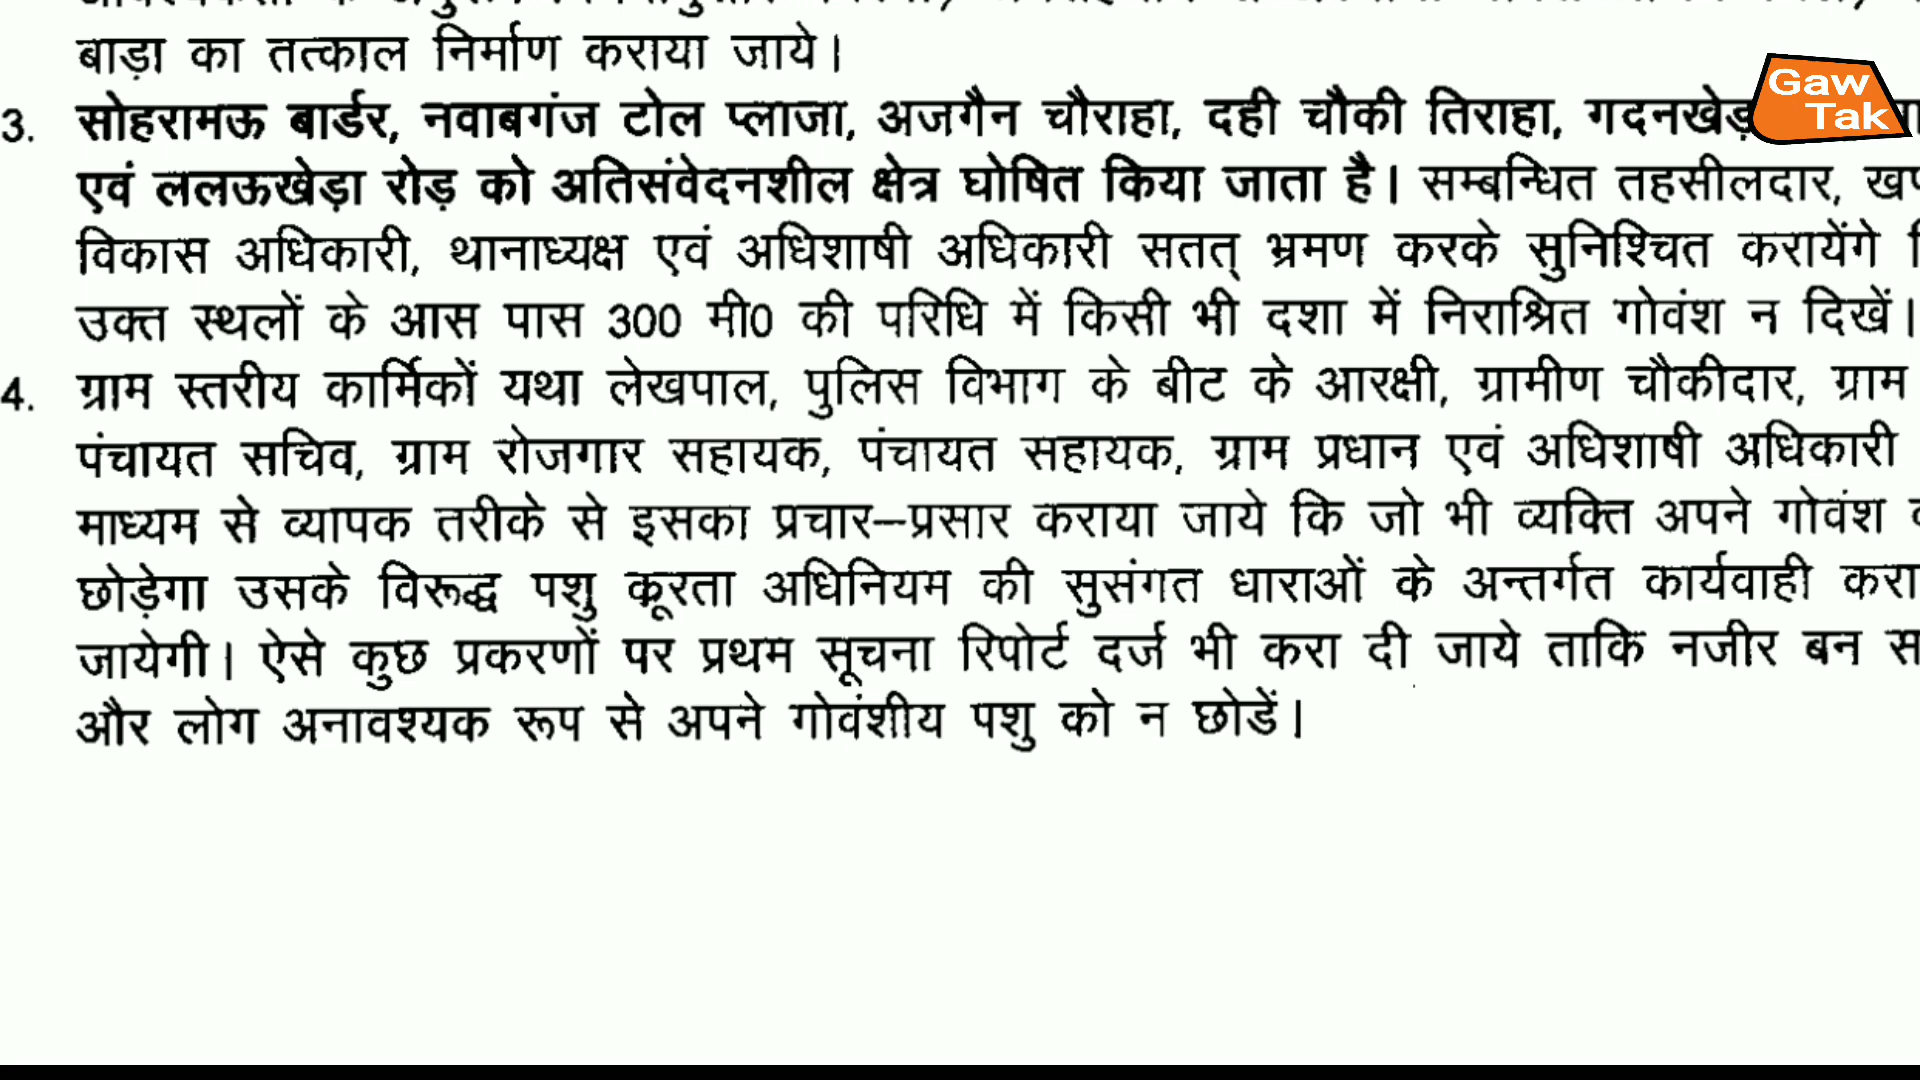 बाड़ा का तत्काल निर्माण कराया जाये।
3. सोहरामऊ बार्डर, नवाबगंज टोल प्लाजा, अजगैन चौराहा, दही चौकी तिराहा,
एवं ललऊखेड़ा रोड़ को अतिसंवेदनशील क्षेत्र घोषित किया जाता है। सम्बन्धित तहसीलदार,
विकास अधिकारी, थानाध्यक्ष एवं अधिशाषी अधिकारी सतत् भ्रमण करके सुनिश्चित करायेंगे
उक्त स्थलों के आस पास 300 मी0 की परिधि में किसी भी दशा में निराश्रित गोवंश न दिखें।
4. ग्राम स्तरीय कार्मिकों यथा लेखपाल, पुलिस विभाग के बीट के आरक्षी, ग्रामीण चौकीदार, ग्राम
पंचायत सचिव, ग्राम रोजगार सहायक, पंचायत सहायक, ग्राम प्रधान एवं अधिशाषी अधिकारी
माध्यम से व्यापक तरीके से इसका प्रचार–प्रसार कराया जाये कि जो भी व्यक्ति अपने गोवंश
छोड़ेगा उसके विरूद्ध पशु क्रूरता अधिनियम की सुसंगत धाराओं के अन्तर्गत कार्यवाही
जायेगी। ऐसे कुछ प्रकरणों पर प्रथम सूचना रिपोर्ट दर्ज भी करा दी जाये ताकि नजीर बन
और लोग अनावश्यक रूप से अपने गोवंशीय पशु को न छोडें।
Gaw
Tak